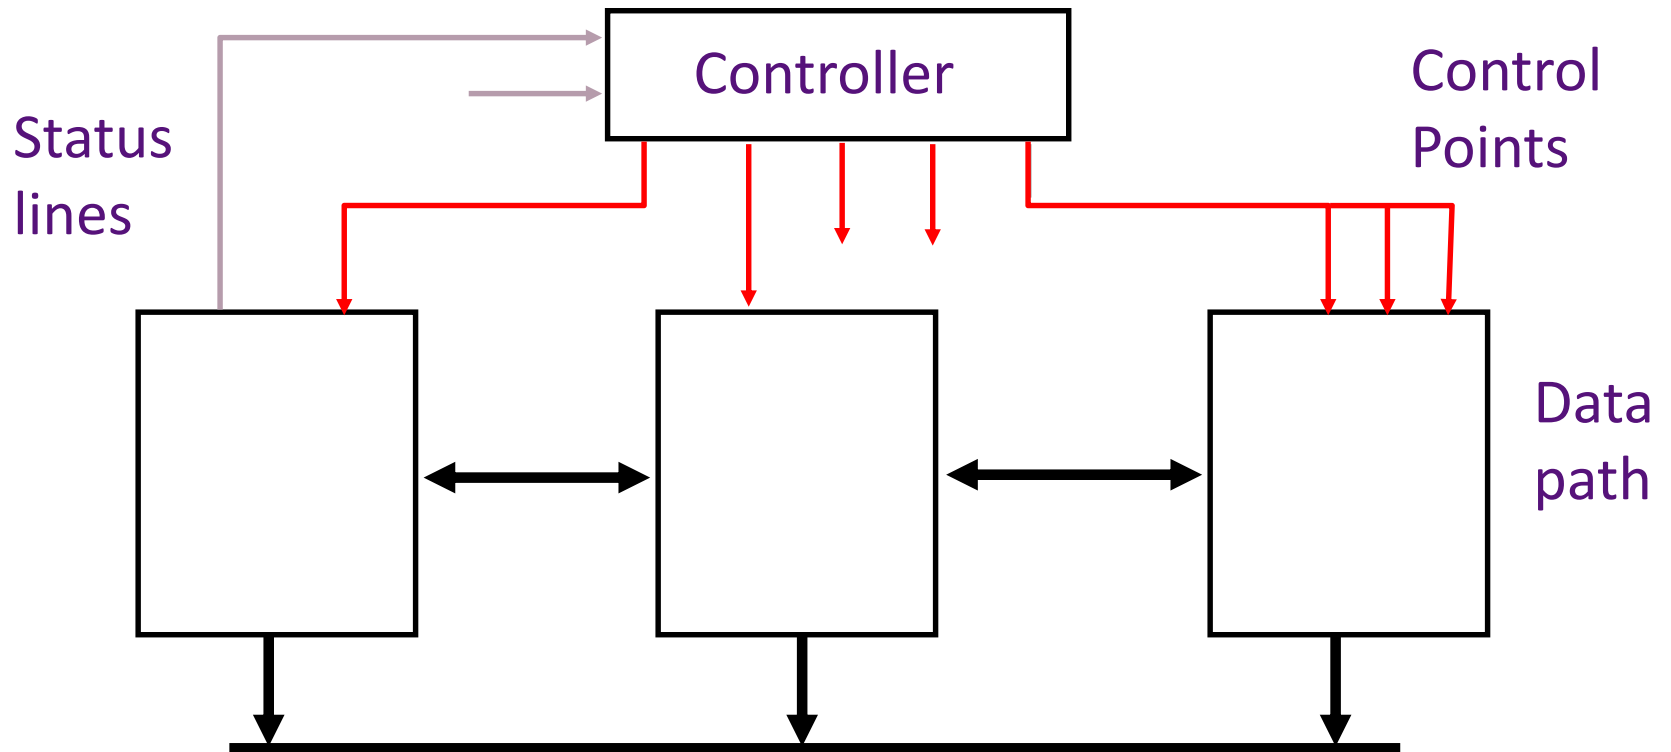 Controller
Control
Points
Status
lines
Data
path